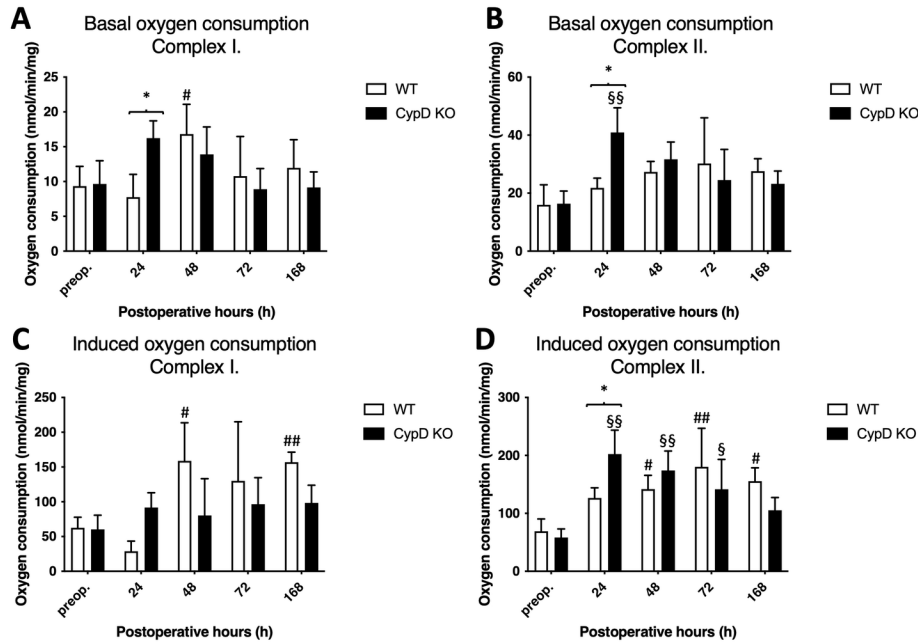 A
Basal oxygen consumption
Complex I.
Oxygen consumption (nmol/min/mg)
25
20
15
10
5
0
*
#
preop.
24
48
72
168
Postoperative hours (h)
WT
CypD KO
B
Basal oxygen consumption
Complex II.
Oxygen consumption (nmol/min/mg)
60
40
20
0
*
§§
preop.
24
48
72
168
Postoperative hours (h)
WT
CypD KO
C
Induced oxygen consumption
Complex I.
Oxygen consumption (nmol/min/mg)
250
200
150
100
50
0
#
##
preop.
24
48
72
168
Postoperative hours (h)
WT
CypD KO
D
Induced oxygen consumption
Complex II.
Oxygen consumption (nmol/min/mg)
300
200
100
0
*
§§
#
§§
##
§
#
preop.
24
48
72
168
Postoperative hours (h)
WT
CypD KO